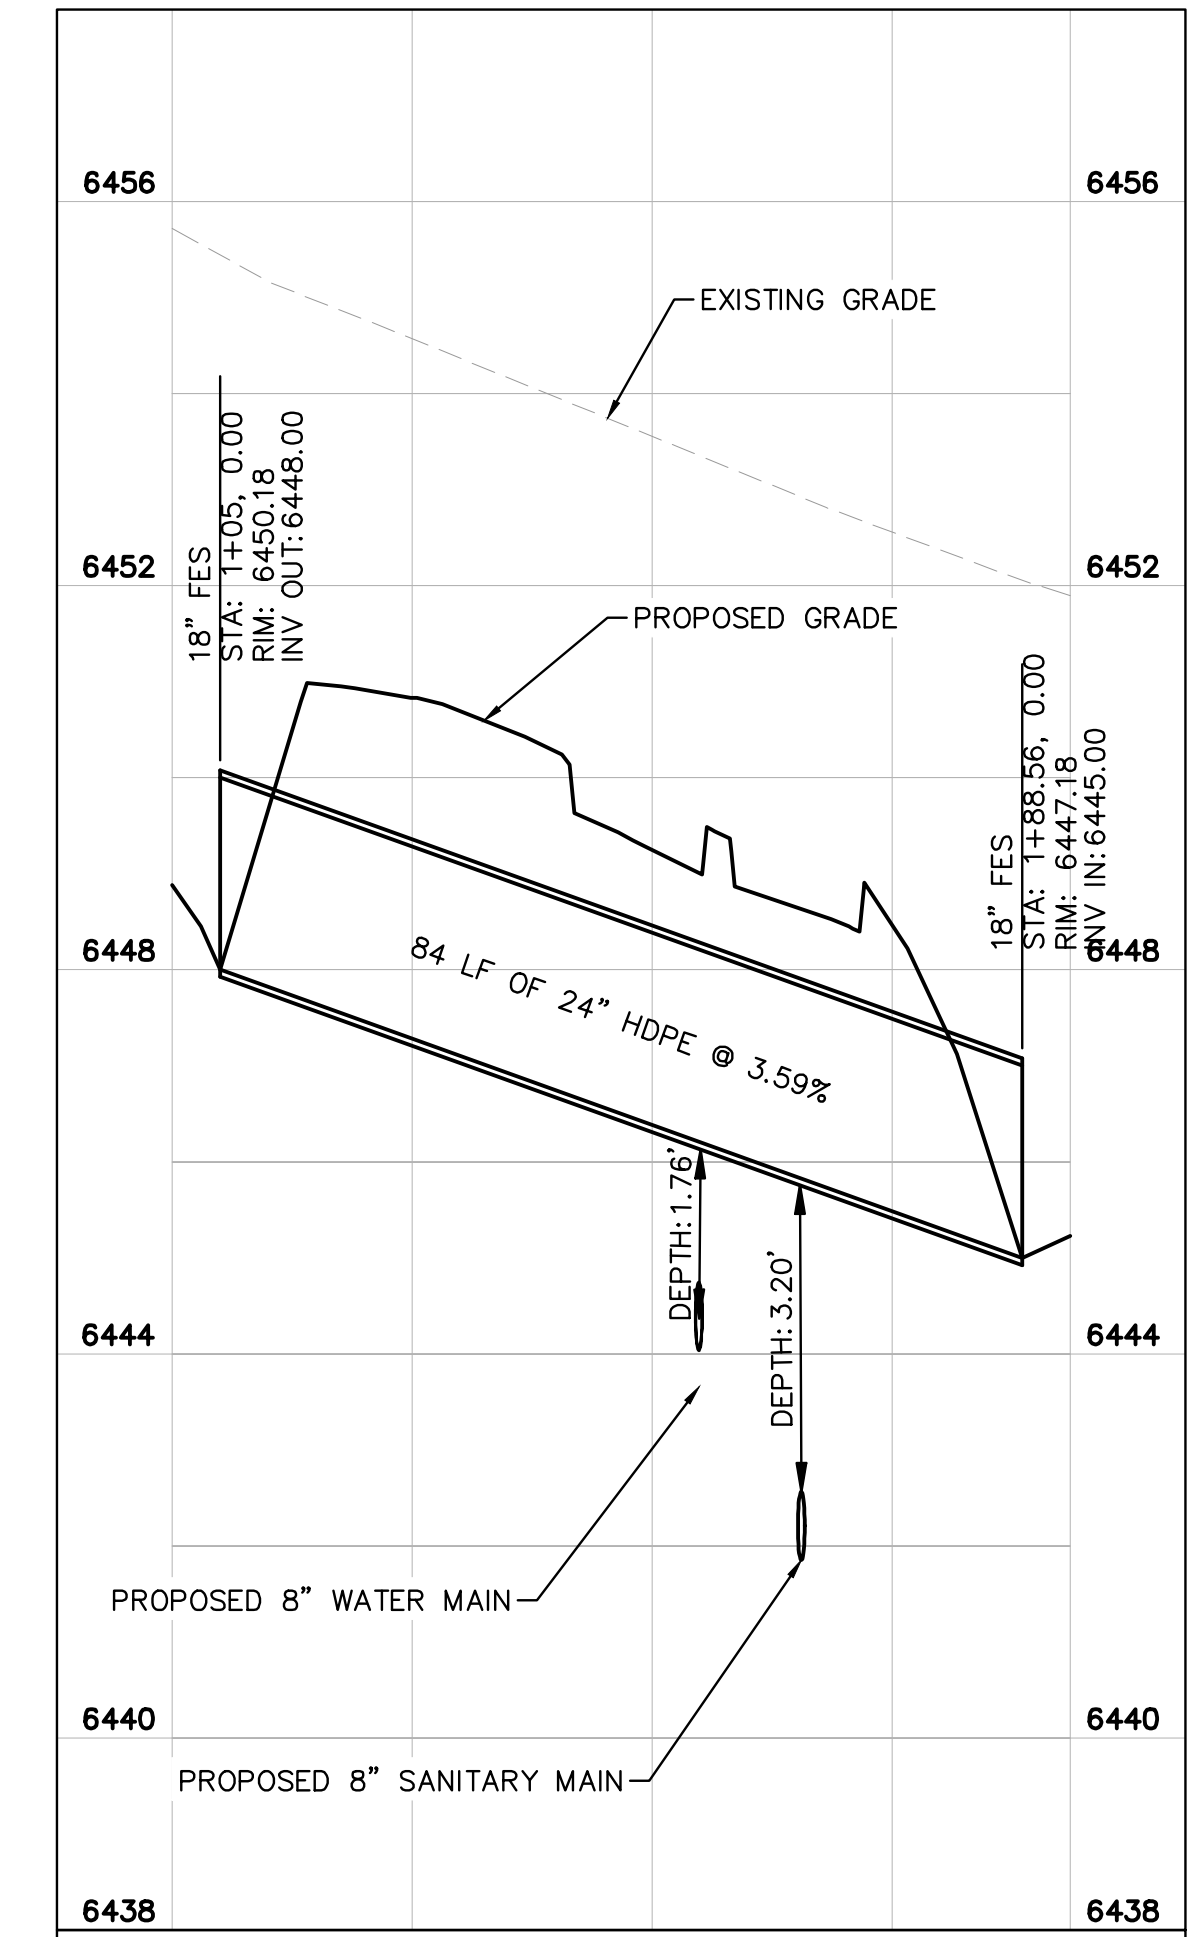 6456
6456
EXISTING GRADE
18” FES
STA: 1+05, 0.00
RIM: 6450.18
INV OUT: 6448.00
6452
6452
PROPOSED GRADE
18” FES
STA: 1+88.56, 0.00
RIM: 6447.18
INV IN: 6445.00
6448
6448
84 LF OF 24” HDPE @ 3.59%
DEPTH: 1.76’
DEPTH: 3.20’
6444
6444
PROPOSED 8” WATER MAIN
6440
6440
PROPOSED 8” SANITARY MAIN
6438
6438